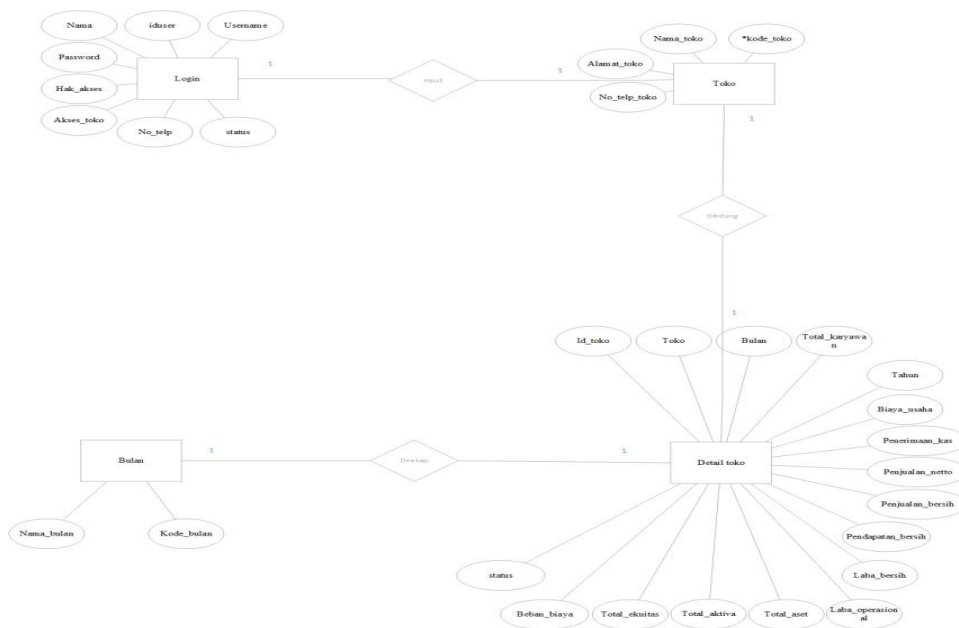 Nama
iduser
Username
Password
Hak_akses
Akses_toko
No_telp
status
Login
1
Input
1
Nama_toko
*kode_toko
Alamat_toko
No_telp_toko
Toko
1
Dihitung
1
Id_toko
Toko
Bulan
Total_karyawa
n
Tahun
Biaya_usaha
Penerimaan_kas
Penjualan_netto
Penjualan_bersih
Pendapatan_bersih
Laba_bersih
Laba_operasion
al
Detail toko
Bulan
1
Direkap
1
Nama_bulan
Kode_bulan
status
Beban_biaya
Total_ekuitas
Total_aktiva
Total_aset